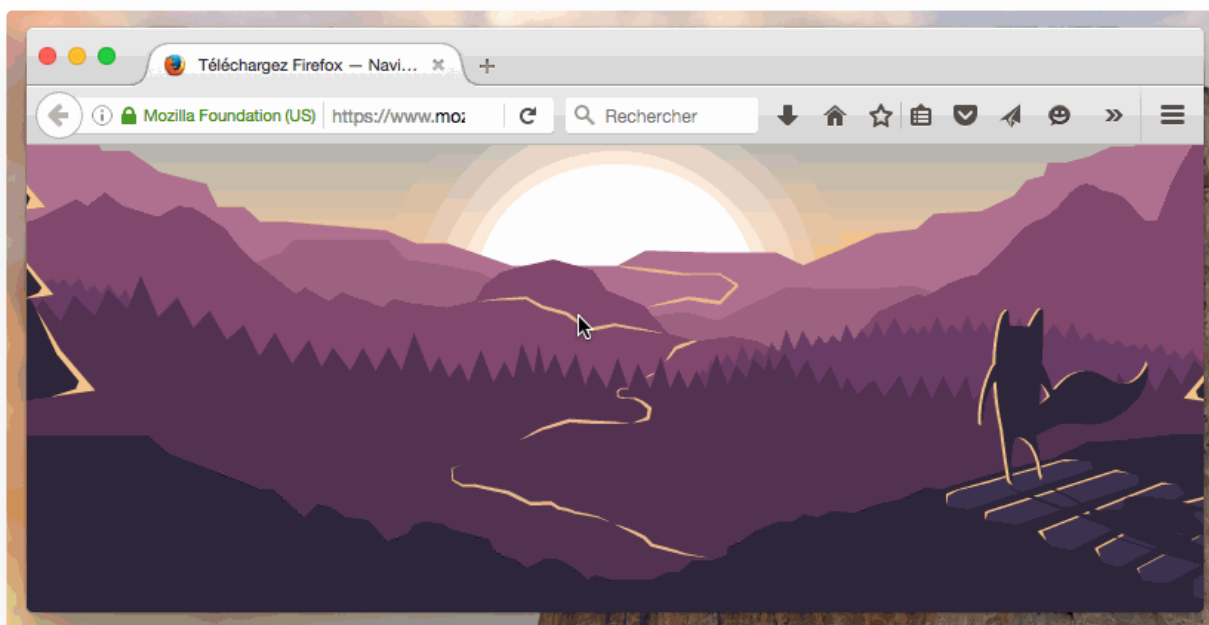 Téléchargez Firefox — Navi...
Mozilla Foundation (US) https://www.moz Rechercher